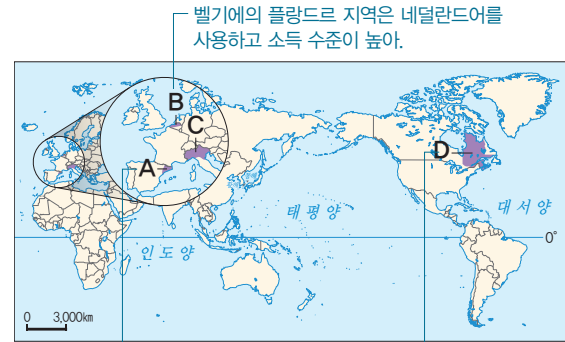 벨기에의 플랑드르 지역은 네덜란드어를
사용하고 소득 수준이 높아.
B
C
A
D
태평양
대서양
인도양
0°
0 3,000㎞